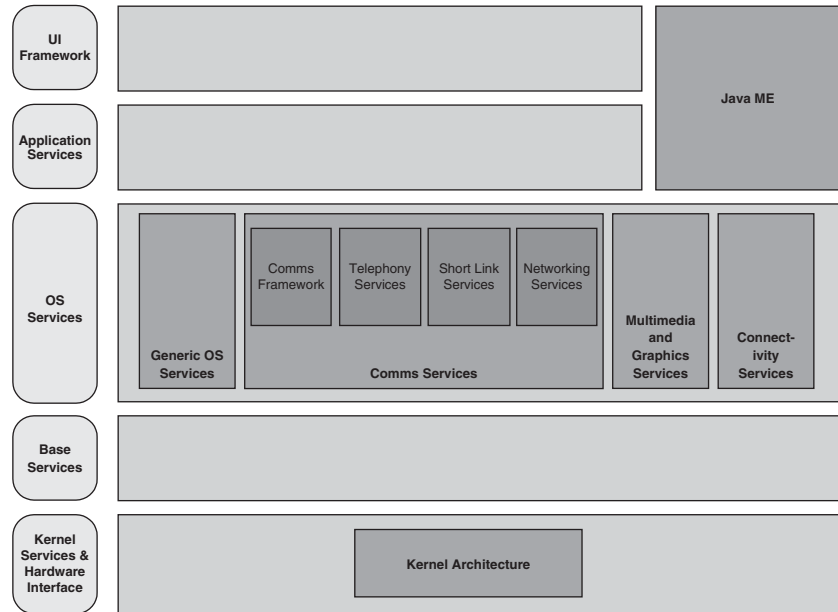 UI
Framework
Java ME
Application
Services
OS
Services
Comms
Framework
Telephony
Services
Short Link
Services
Networking
Services
Generic OS
Services
Comms Services
Multimedia
and
Graphics
Services
Connect-
ivity
Services
Base
Services
Kernel
Services &
Hardware
Interface
Kernel Architecture